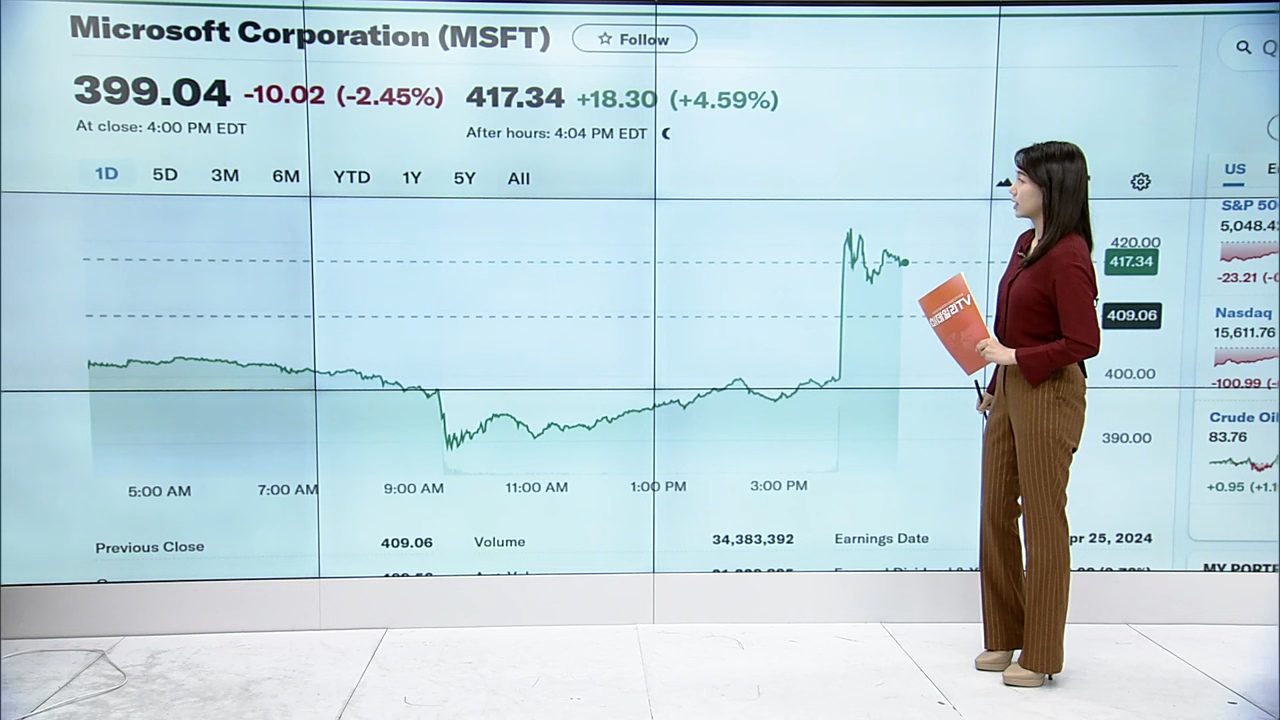 Microsoft Corporation (MSFT) Follow
399.04 -10.02 (-2.45%) 417.34 +18.30 (+4.59%)
At close: 4:00 PM EDT After hours: 4:04 PM EDT
1D 5D 3M 6M YTD 1Y 5Y All
US
S&P 50
5,048.4
-23.21
Nasdaq
15,611.76
-100.99
Crude Oil
83.76
+0.95 (+1.1
420.00
417.34
409.06
400.00
390.00
5:00 AM 7:00 AM 9:00 AM 11:00 AM 1:00 PM 3:00 PM
Previous Close 409.06 Volume 34,383,392 Earnings Date pr 25, 2024
MY PORTF